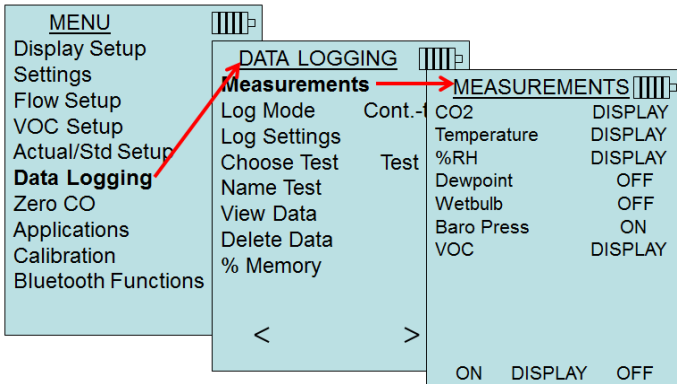 MENU
Display Setup
Settings
Flow Setup
VOC Setup
Actual/Std Setup
Data Logging
Zero CO
Applications
Calibration
Bluetooth Functions
DATA LOGGING
Measurements
Log Mode Cont.-t
Log Settings
Choose Test Test
Name Test
View Data
Delete Data
% Memory
< >
MEASUREMENTS
CO2 DISPLAY
Temperature DISPLAY
%RH DISPLAY
Dewpoint OFF
Wetbulb OFF
Baro Press ON
VOC DISPLAY
ON DISPLAY OFF